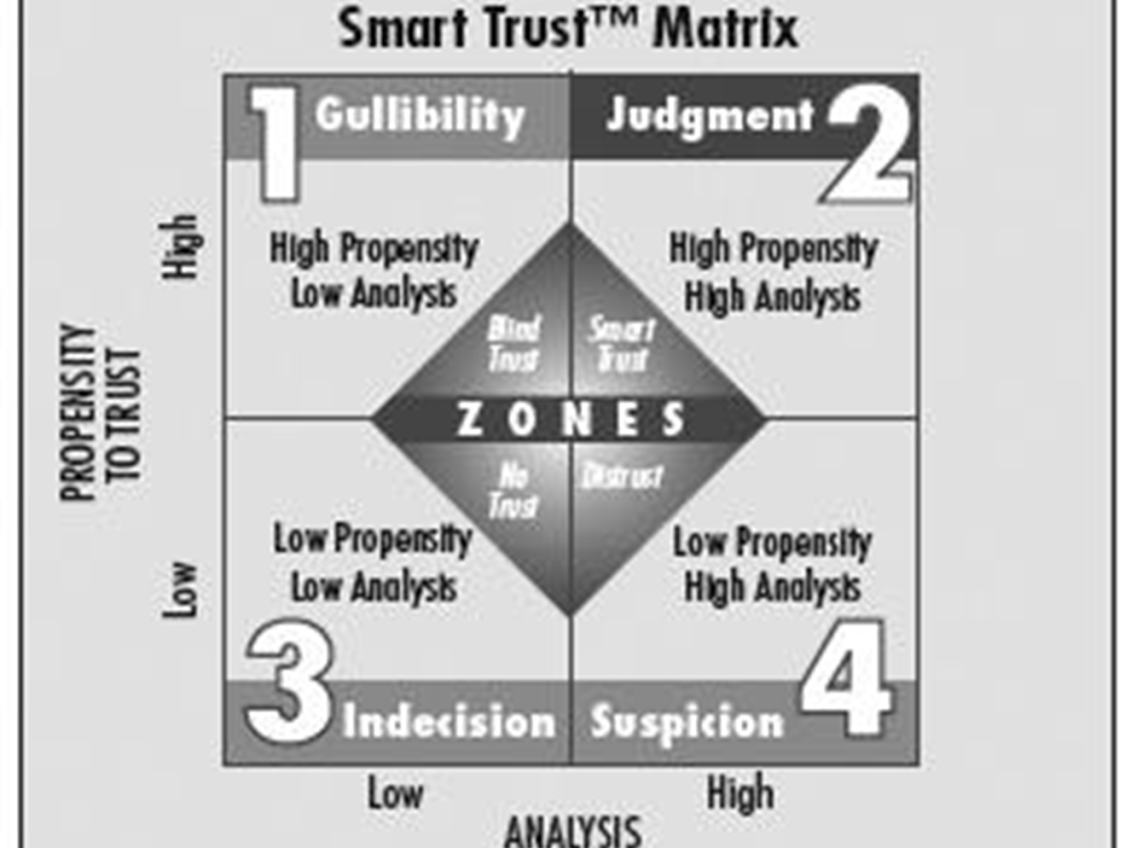 Smart Trust™ Matrix
1 Gullibility
Judgment 2
High Propensity
Low Analysis
High Propensity
High Analysis
Blind
Trust
Smart
Trust
ZONES
No
Trust
Distrust
Low Propensity
Low Analysis
Low Propensity
High Analysis
3 Indecision
Suspicion 4
High
PROPENSITY
TO TRUST
Low
Low
High
ANALYSIS